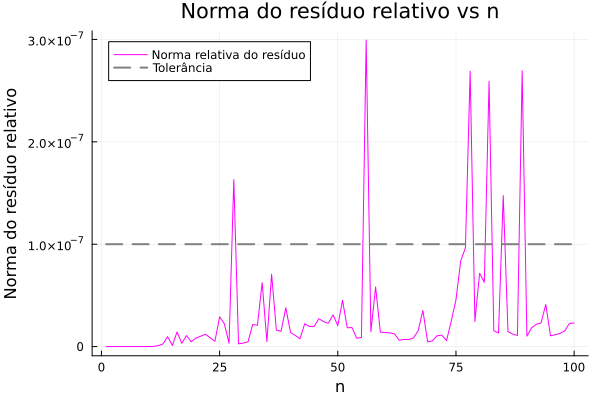 Norma do resíduo relativo vs n
Norma do resíduo relativo
3.0×10⁻⁷
2.0×10⁻⁷
1.0×10⁻⁷
0
Norma relativa do resíduo
Tolerância
0 25 50 75 100
n